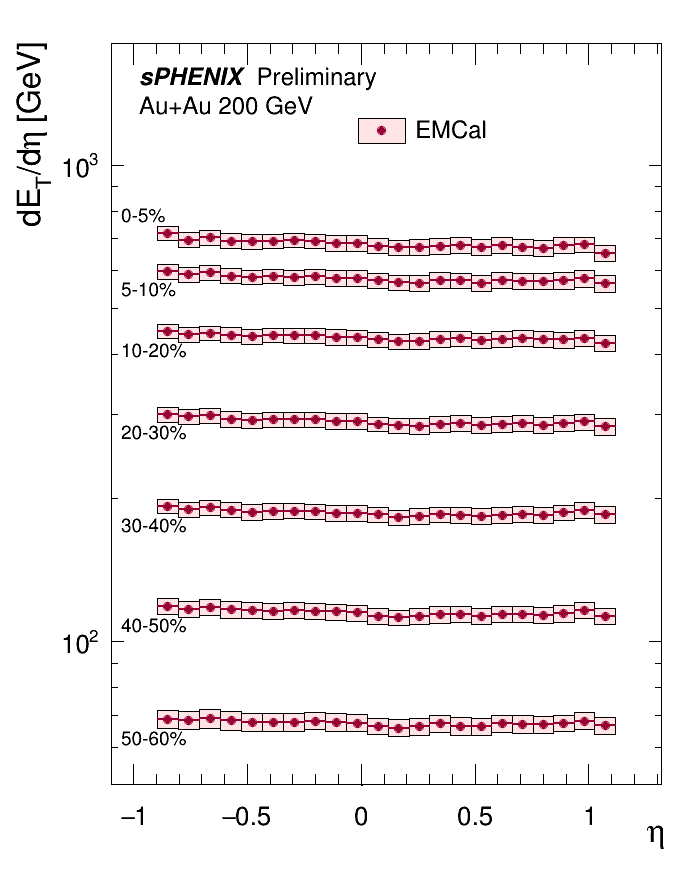 dE_T/dη [GeV]
sPHENIX Preliminary
Au+Au 200 GeV
EMCal
10^3
0-5%
5-10%
10-20%
20-30%
30-40%
40-50%
10^2
50-60%
−1 −0.5 0 0.5 1
η